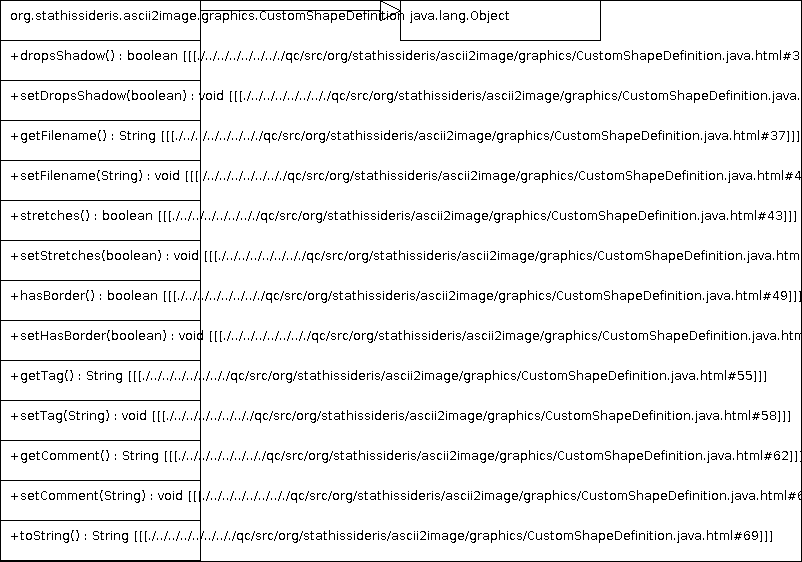 org.stathissideris.ascii2image.graphics.CustomShapeDefinition java.lang.Object
+dropsShadow() : boolean [[[./../../../../../../../qc/src/org/stathissideris/ascii2image/graphics/CustomShapeDefinition.java.html#3
+setDropsShadow(boolean) : void [[[./../../../../../../../qc/src/org/stathissideris/ascii2image/graphics/CustomShapeDefinition.java.
+getFilename() : String [[[./../../../../../../../qc/src/org/stathissideris/ascii2image/graphics/CustomShapeDefinition.java.html#37]]]
+setFilename(String) : void [[[./../../../../../../../qc/src/org/stathissideris/ascii2image/graphics/CustomShapeDefinition.java.html#4
+stretches() : boolean [[[./../../../../../../../qc/src/org/stathissideris/ascii2image/graphics/CustomShapeDefinition.java.html#43]]]
+setStretches(boolean) : void [[[./../../../../../../../qc/src/org/stathissideris/ascii2image/graphics/CustomShapeDefinition.java.htm
+hasBorder() : boolean [[[./../../../../../../../qc/src/org/stathissideris/ascii2image/graphics/CustomShapeDefinition.java.html#49]]]
+setHasBorder(boolean) : void [[[./../../../../../../../qc/src/org/stathissideris/ascii2image/graphics/CustomShapeDefinition.java.htm
+getTag() : String [[[./../../../../../../../qc/src/org/stathissideris/ascii2image/graphics/CustomShapeDefinition.java.html#55]]]
+setTag(String) : void [[[./../../../../../../../qc/src/org/stathissideris/ascii2image/graphics/CustomShapeDefinition.java.html#58]]]
+getComment() : String [[[./../../../../../../../qc/src/org/stathissideris/ascii2image/graphics/CustomShapeDefinition.java.html#62]]]
+setComment(String) : void [[[./../../../../../../../qc/src/org/stathissideris/ascii2image/graphics/CustomShapeDefinition.java.html#6
+toString() : String [[[./../../../../../../../qc/src/org/stathissideris/ascii2image/graphics/CustomShapeDefinition.java.html#69]]]